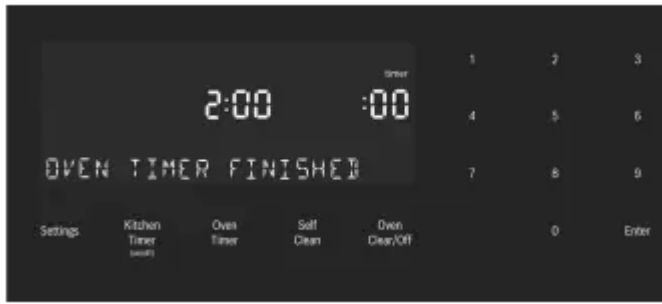 timer
2:00 :00
OVEN TIMER FINISHED
1 2 3
4 5 6
7 8 9
0 Enter
Settings
Kitchen Timer
Oven Timer
Self Clean
Oven Clear/Off